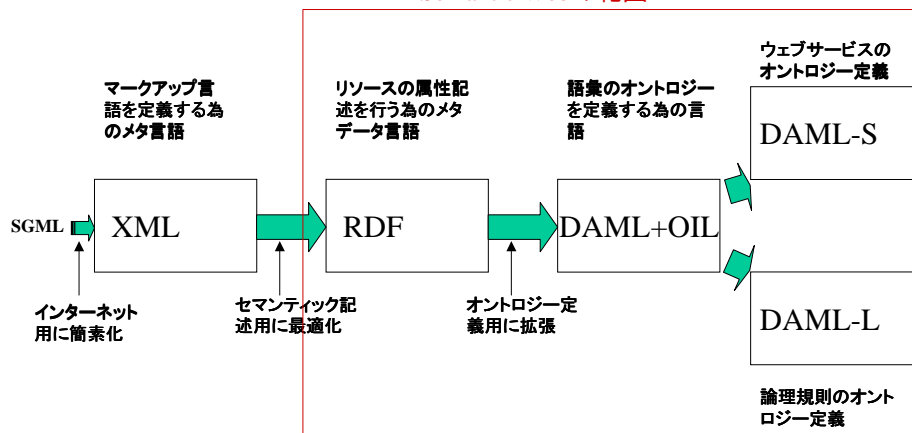 ウェブサービスの
オントロジー定義
マークアップ言
語を定義する為
のメタ言語
リソースの属性記
述を行う為のメタ
データ言語
語彙のオントロジー
を定義する為の言
語
DAML-S
SGML
XML
RDF
DAML+OIL
インターネット
用に簡素化
セマンティック記
述用に最適化
オントロジー定
義用に拡張
DAML-L
論理規則のオント
ロジー定義